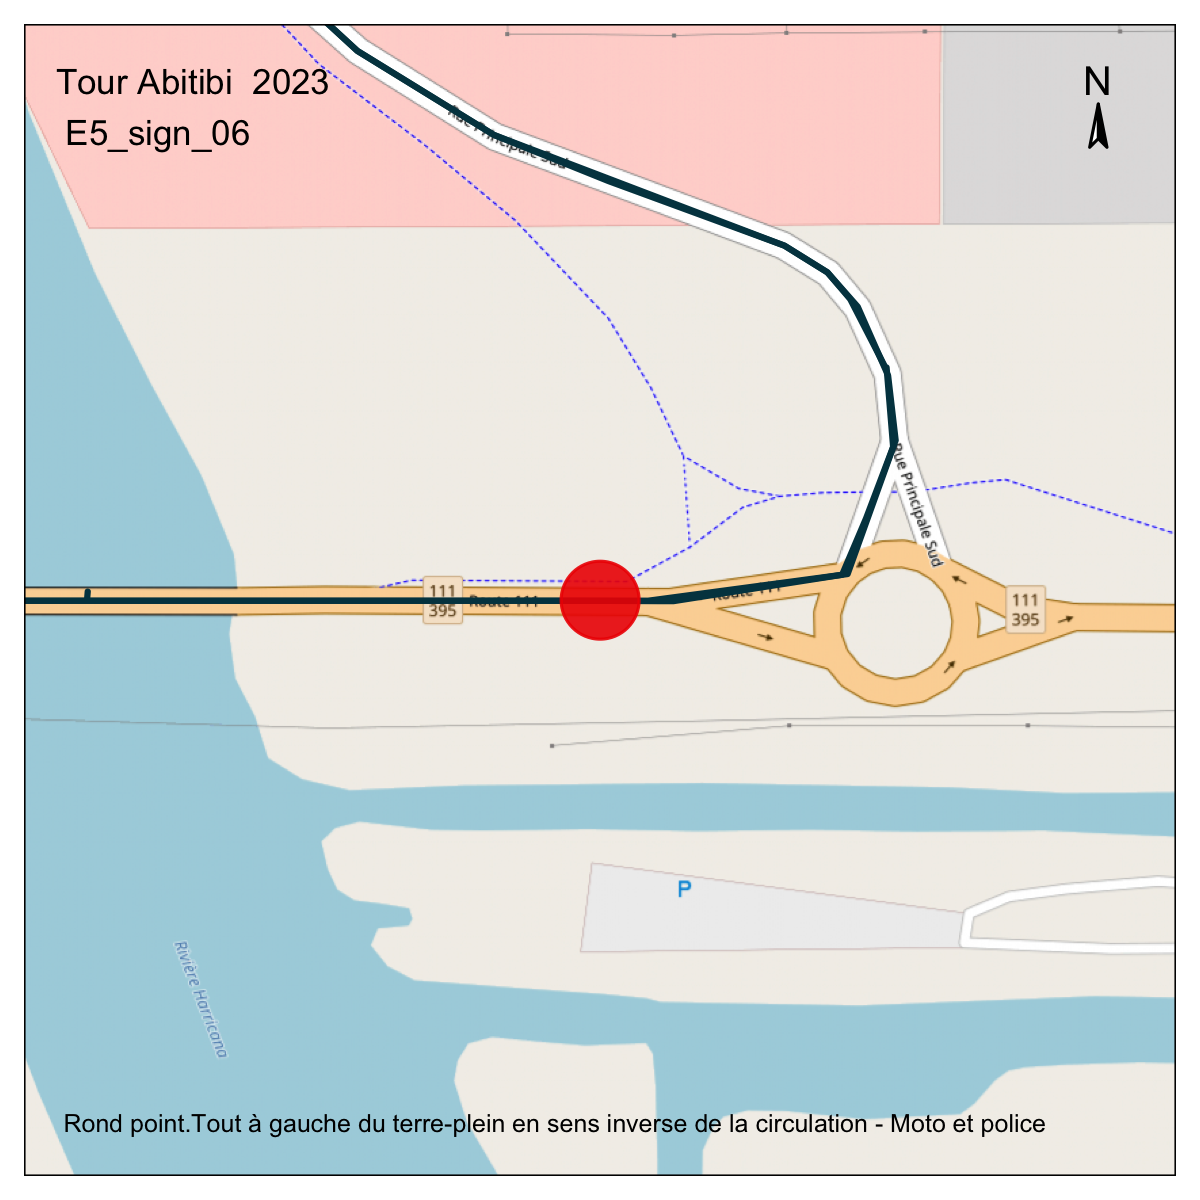 Tour Abitibi  2023
E5_sign_06
N
Rue Principale Sud
Rue Principale Sud
111
395
Route 111
Route 111
111
395
P
Rivière Harricana
Rond point.Tout à gauche du terre-plein en sens inverse de la circulation - Moto et police